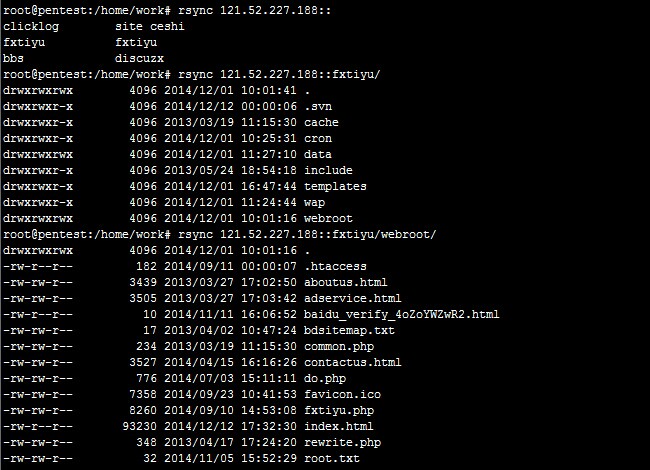 root@pentest:/home/work# rsync 121.52.227.188::
clicklog        site ceshi
fxtiyu          fxtiyu
bbs             discuzx
root@pentest:/home/work# rsync 121.52.227.188::fxtiyu/
drwxrwxrwx        4096 2014/12/01 10:01:41 .
drwxrwxr-x        4096 2014/12/12 00:00:06 .svn
drwxrwxrwx        4096 2013/03/19 11:15:30 cache
drwxrwxr-x        4096 2014/12/01 10:25:31 cron
drwxrwxrwx        4096 2014/12/01 11:27:10 data
drwxrwxr-x        4096 2013/05/24 18:54:18 include
drwxrwxr-x        4096 2014/12/01 16:47:44 templates
drwxrwxr-x        4096 2014/12/01 11:24:44 wap
drwxrwxrwx        4096 2014/12/01 10:01:16 webroot
root@pentest:/home/work# rsync 121.52.227.188::fxtiyu/webroot/
drwxrwxrwx        4096 2014/12/01 10:01:16 .
-rw-r--r--         182 2014/09/11 00:00:07 .htaccess
-rw-rw-r--        3439 2013/03/27 17:02:50 aboutus.html
-rw-rw-r--        3505 2013/03/27 17:03:42 adservice.html
-rw-r--r--          10 2014/11/11 16:06:52 baidu_verify_4oZoYWZwR2.html
-rw-rw-r--          17 2013/04/02 10:47:24 bdsitemap.txt
-rw-rw-r--         234 2013/03/19 11:15:30 common.php
-rw-rw-r--        3527 2014/04/15 16:16:26 contactus.html
-rw-rw-r--         776 2014/07/03 15:11:11 do.php
-rw-rw-r--        7358 2014/09/23 10:41:53 favicon.ico
-rw-rw-r--        8260 2014/09/10 14:53:08 fxtiyu.php
-rw-rw-r--       93230 2014/12/12 17:32:30 index.html
-rw-rw-r--         348 2013/04/17 17:24:20 rewrite.php
-rw-rw-r--          32 2014/11/05 15:52:29 root.txt